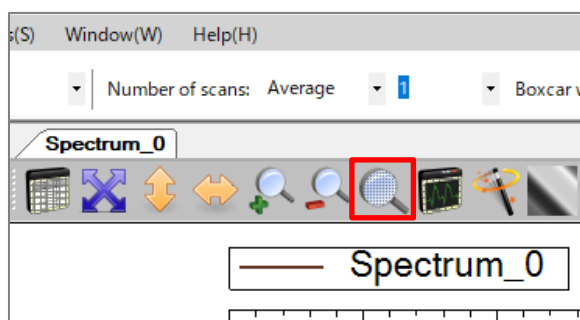 s(S) Window(W) Help(H)
Number of scans: Average 1 Boxcar
Spectrum_0
Spectrum_0